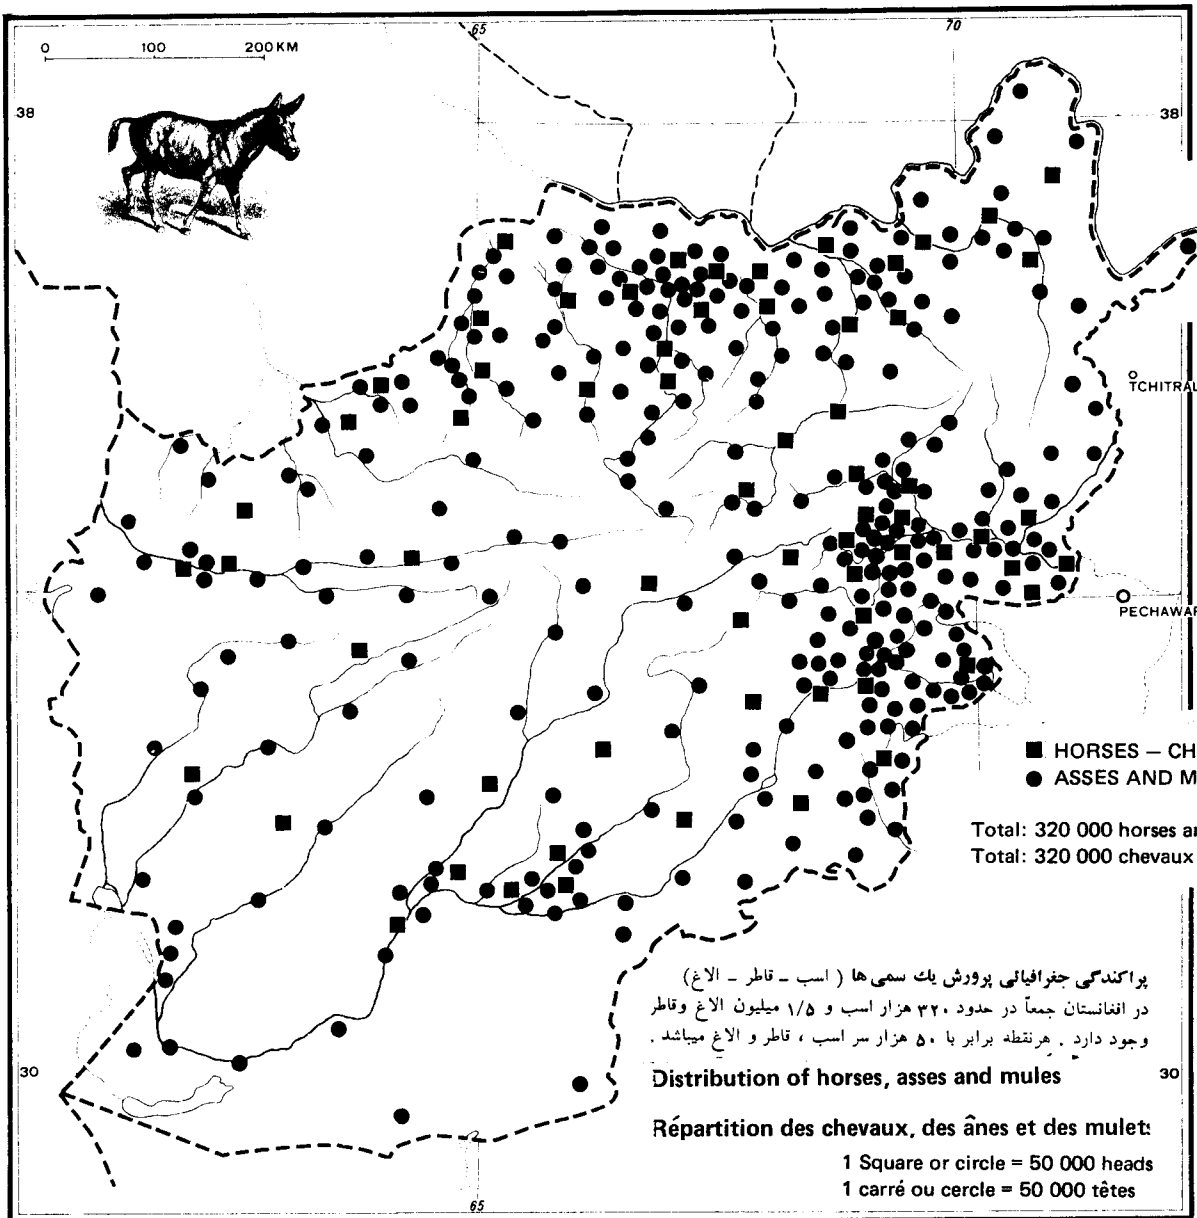 65
70
0 100 200 KM
38
38
TCHITRAL
PECHAWAR
HORSES – CH
ASSES AND M
Total: 320 000 horses a
Total: 320 000 chevaux
پراکندگی جغرافیائی پرورش یك سمی ها ( اسب ـ قاطر ـ الاغ)
در افغانستان جمعاً در حدود ۳۲۰ هزار اسب و ۱/۵ میلیون الاغ وقاطر
وجود دارد . هرنقطه برابر با ۵۰ هزار سر اسب ، قاطر و الاغ میباشد .
30
30
Distribution of horses, asses and mules
Répartition des chevaux, des ânes et des mulets
1 Square or circle = 50 000 heads
1 carré ou cercle = 50 000 têtes
65